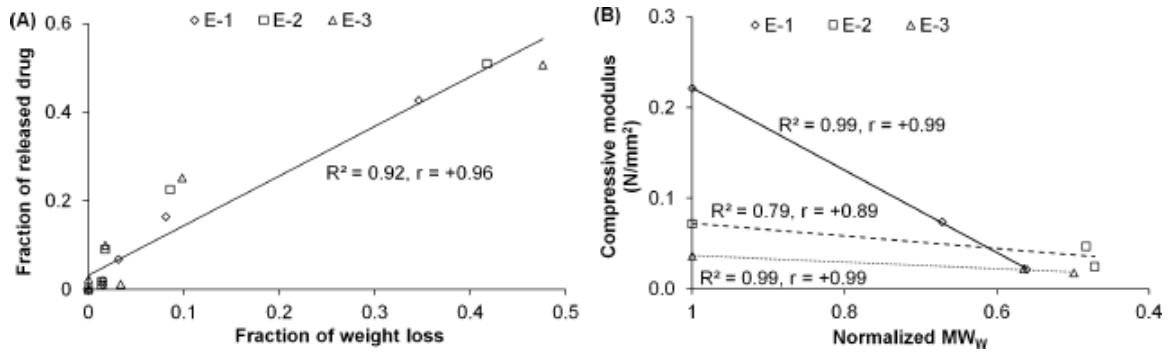 (A)
E-1 E-2 E-3
Fraction of released drug
0.6
0.4
0.2
0
R² = 0.92, r = +0.96
0 0.1 0.2 0.3 0.4 0.5
Fraction of weight loss
(B)
E-1 E-2 E-3
Compressive modulus
(N/mm²)
0.3
0.2
0.1
0.0
R² = 0.99, r = +0.99
R² = 0.79, r = +0.89
R² = 0.99, r = +0.99
1 0.8 0.6 0.4
Normalized MWw